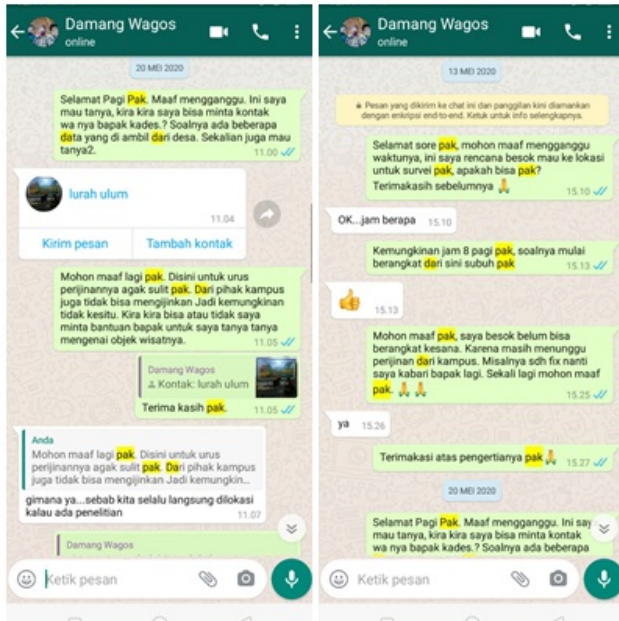 Damang Wagos
online
20 MEI 2020
Selamat Pagi Pak. Maaf mengganggu. Ini saya
mau tanya, kira kira saya bisa minta kontak
wa nya bapak kades.? Soalnya ada beberapa
data yang di ambil dari desa. Sekalian juga mau
tanya2.
11.00
lurah ulum
11.04
Kirim pesan
Tambah kontak
Mohon maaf lagi pak. Disini untuk urus
perijinannya agak sulit pak. Dari pihak kampus
juga tidak bisa mengijinkan Jadi kemungkinan
tidak kesitu. Kira kira bisa atau tidak saya
minta bantuan bapak untuk saya tanya tanya
mengenai objek wisatnya.
11.05
Damang Wagos
Kontak: lurah ulum
Terima kasih pak.
11.05
Anda
Mohon maaf lagi pak. Disini untuk urus
perijinannya agak sulit pak. Dari pihak kampus
juga tidak bisa mengijinkan Jadi kemungkin...
gimana ya...sebab kita selalu langsung dilokasi
kalau ada penelitian
11.07
Damang Wagos
Ketik pesan
Damang Wagos
online
13 MEI 2020
Pesan yang dikirim ke chat ini dan panggilan kini diamankan
dengan enkripsi end-to-end. Ketuk untuk info selengkapnya.
Selamat sore pak, mohon maaf mengganggu
waktunya, ini saya rencana besok mau ke lokasi
untuk survei pak, apakah bisa pak?
Terimakasih sebelumnya
15.10
OK...jam berapa
15.10
Kemungkinan jam 8 pagi pak, soalnya mulai
berangkat dari sini subuh pak
15.13
15.13
Mohon maaf pak, saya besok belum bisa
berangkat kesana. Karena masih menunggu
perijinan dari kampus. Misalnya sdh fix nanti
saya kabari bapak lagi. Sekali lagi mohon maaf
pak.
15.25
ya
15.26
Terimakasi atas pengertianya pak
15.27
20 MEI 2020
Selamat Pagi Pak. Maaf mengganggu. Ini say
mau tanya, kira kira saya bisa minta kontak
wa nya bapak kades.? Soalnya ada beberapa
Ketik pesan